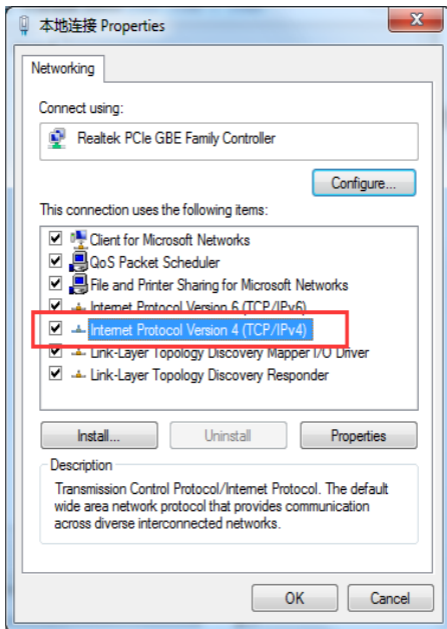 本地连接 Properties
Networking
Connect using:
Realtek PCIe GBE Family Controller
Configure...
This connection uses the following items:
Client for Microsoft Networks
QoS Packet Scheduler
File and Printer Sharing for Microsoft Networks
Internet Protocol Version 6 (TCP/IPv6)
Internet Protocol Version 4 (TCP/IPv4)
Link-Layer Topology Discovery Mapper I/O Driver
Link-Layer Topology Discovery Responder
Install... Uninstall Properties
Description
Transmission Control Protocol/Internet Protocol. The default
wide area network protocol that provides communication
across diverse interconnected networks.
OK Cancel